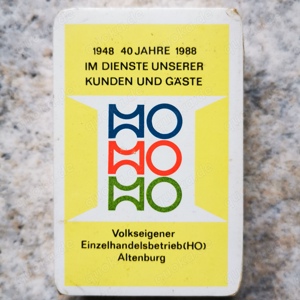 1948 40 JAHRE 1988
IM DIENSTE UNSERER
KUNDEN UND GÄSTE
HO
HO
HO
Volkseigener
Einzelhandelsbetrieb(HO)
Altenburg